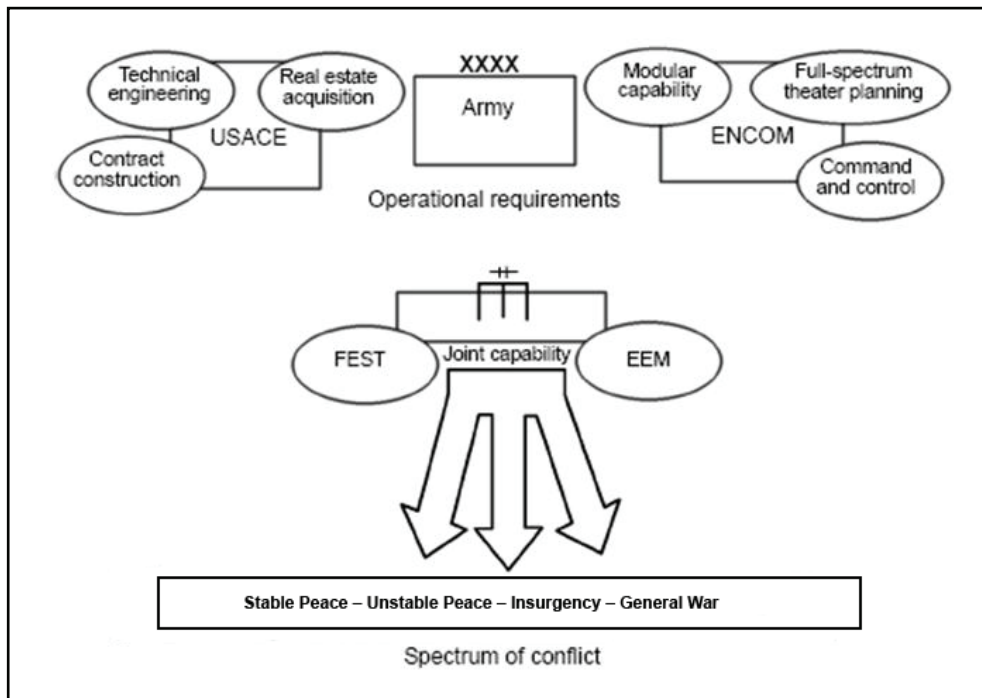 Technical
engineering
Real estate
acquisition
USACE
Contract
construction
XXXX
Army
Modular
capability
Full-spectrum
theater planning
ENCOM
Command
and control
Operational requirements
FEST
Joint capability
EEM
Stable Peace – Unstable Peace – Insurgency – General War
Spectrum of conflict